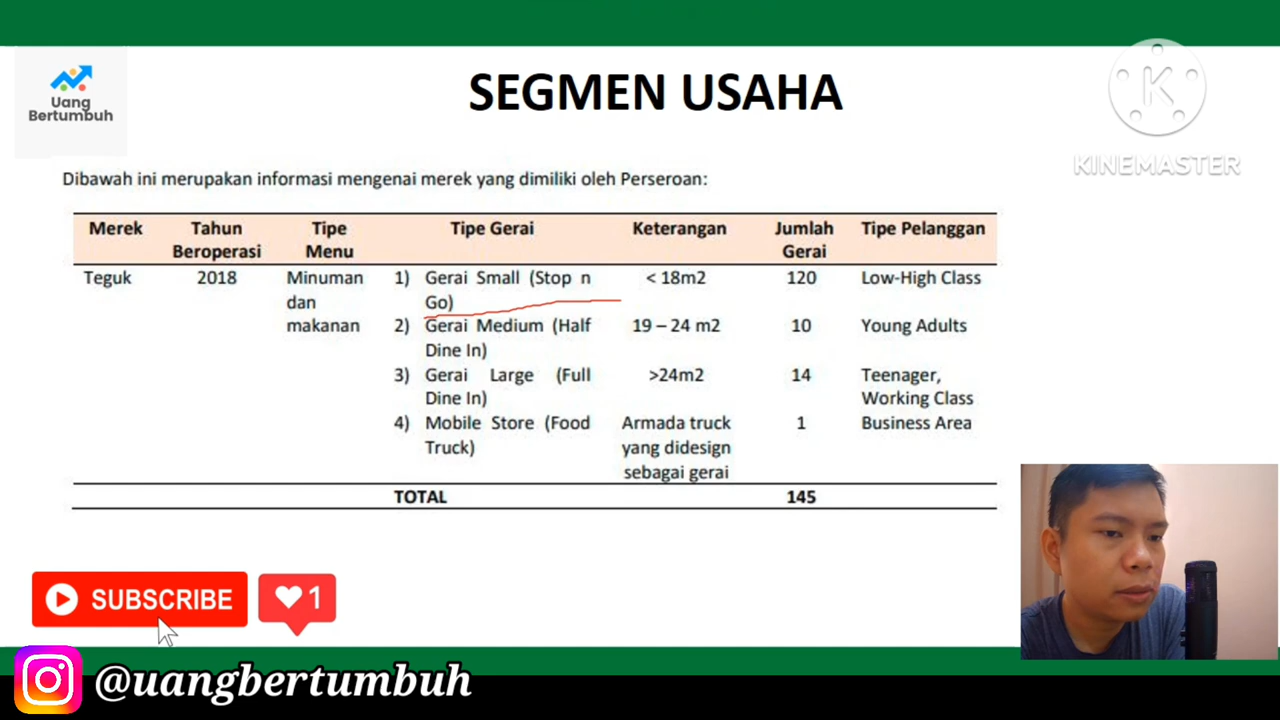 SEGMEN USAHA
Uang
Bertumbuh
K
KINEMASTER
Dibawah ini merupakan informasi mengenai merek yang dimiliki oleh Perseroan:
Merek Tahun Tipe Tipe Gerai Keterangan Jumlah Tipe Pelanggan
Beroperasi Menu Gerai
Teguk 2018 Minuman 1) Gerai Small (Stop n < 18m2 120 Low-High Class
dan Go)
makanan 2) Gerai Medium (Half 19 – 24 m2 10 Young Adults
Dine In)
3) Gerai Large (Full >24m2 14 Teenager,
Dine In) Working Class
4) Mobile Store (Food Armada truck 1 Business Area
Truck) yang didesign
sebagai gerai
TOTAL 145
SUBSCRIBE 1
@uangbertumbuh